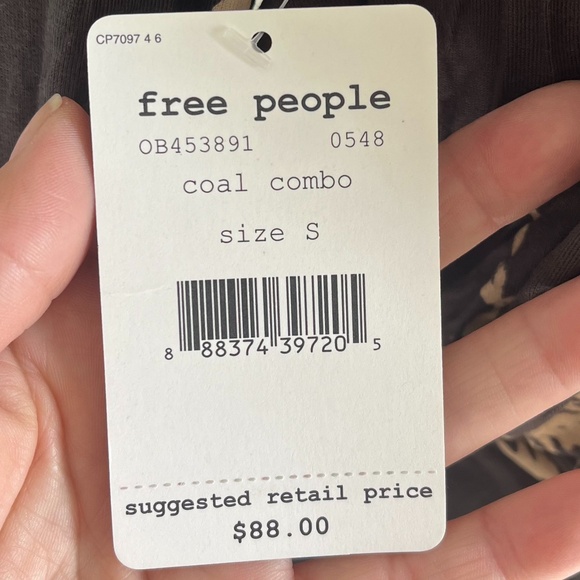 CP7097 4 6
free people
OB453891 0548
coal combo
size S
8 88374 39720 5
suggested retail price
$88.00